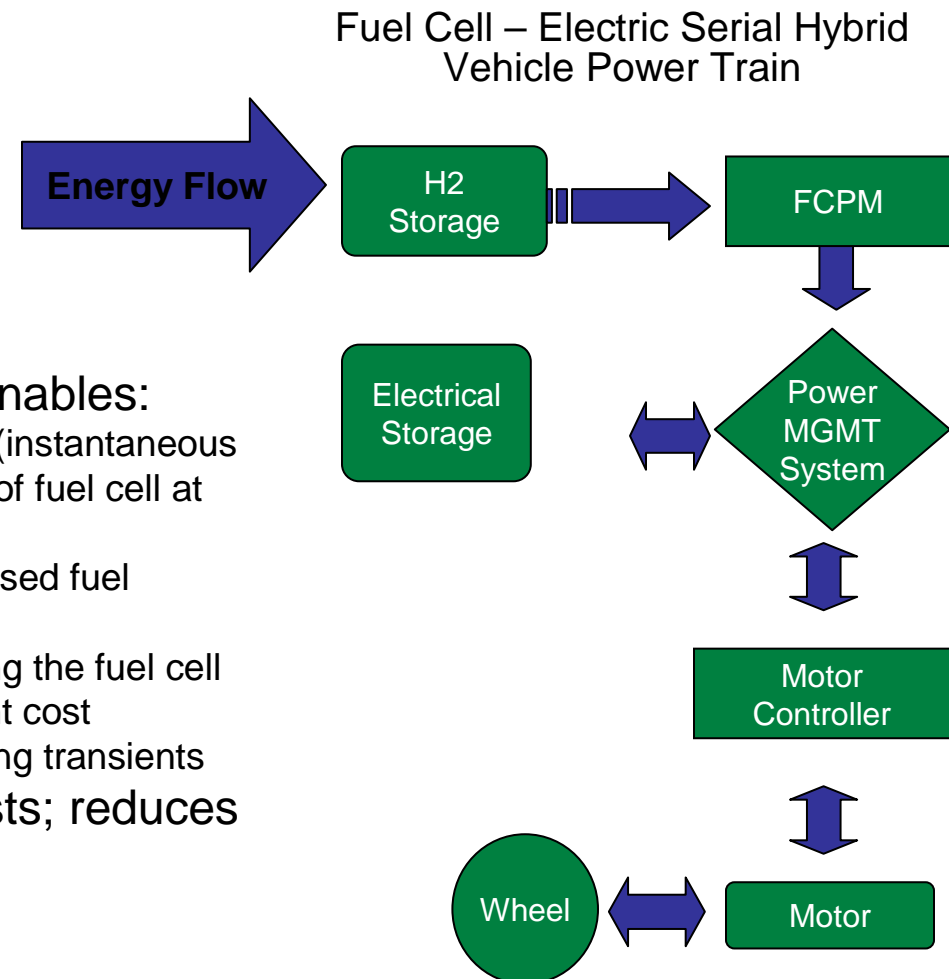 Fuel Cell – Electric Serial Hybrid
Vehicle Power Train
Energy Flow
H2
Storage
FCPM
Electrical
Storage
Power
MGMT
System
Motor
Controller
Wheel
Motor
nables:
(instantaneous
of fuel cell at
sed fuel
ng the fuel cell
t cost
ng transients
sts; reduces